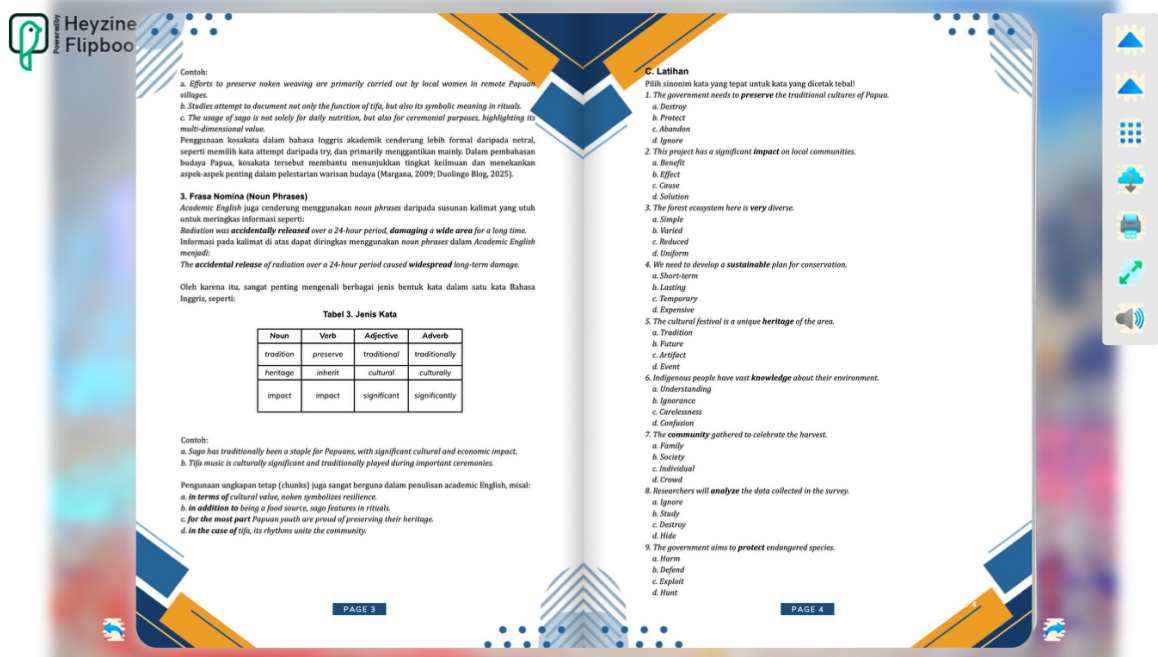 Powered by
Heyzine
Flipboo
Contoh:
a. Efforts to preserve noken weaving are primarily carried out by local women in remote Papuan
villages.
b. Studies attempt to document not only the function of tifa, but also its symbolic meaning in rituals.
c. The usage of sago is not solely for daily nutrition, but also for ceremonial purposes, highlighting its
multi-dimensional value.
Penggunaan kosakata dalam bahasa Inggris akademik cenderung lebih formal daripada netral,
seperti memilih kata attempt daripada try, dan primarily menggantikan mainly. Dalam pembahasan
budaya Papua, kosakata tersebut membantu menunjukkan tingkat keilmuan dan menekankan
aspek-aspek penting dalam pelestarian warisan budaya (Margana, 2009; Duolingo Blog, 2025).
3. Frasa Nomina (Noun Phrases)
Academic English juga cenderung menggunakan noun phrases daripada susunan kalimat yang utuh
untuk meringkas informasi seperti:
Radiation was accidentally released over a 24-hour period, damaging a wide area for a long time.
Informasi pada kalimat di atas dapat diringkas menggunakan noun phrases dalam Academic English
menjadi:
The accidental release of radiation over a 24-hour period caused widespread long-term damage.
Oleh karena itu, sangat penting mengenali berbagai jenis bentuk kata dalam satu kata Bahasa
Inggris, seperti:
Tabel 3. Jenis Kata
Noun Verb Adjective Adverb
tradition preserve traditional traditionally
heritage inherit cultural culturally
impact impact significant significantly
Contoh:
a. Sago has traditionally been a staple for Papuans, with significant cultural and economic impact.
b. Tifa music is culturally significant and traditionally played during important ceremonies.
Pengunaan ungkapan tetap (chunks) juga sangat berguna dalam penulisan academic English, misal:
a. in terms of cultural value, noken symbolizes resilience.
b. in addition to being a food source, sago features in rituals.
c. for the most part Papuan youth are proud of preserving their heritage.
d. in the case of tifa, its rhythms unite the community.
PAGE 3
C. Latihan
Pilih sinonim kata yang tepat untuk kata yang dicetak tebal!
1. The government needs to preserve the traditional cultures of Papua.
a. Destroy
b. Protect
c. Abandon
d. Ignore
2. This project has a significant impact on local communities.
a. Benefit
b. Effect
c. Cause
d. Solution
3. The forest ecosystem here is very diverse.
a. Simple
b. Varied
c. Reduced
d. Uniform
4. We need to develop a sustainable plan for conservation.
a. Short-term
b. Lasting
c. Temporary
d. Expensive
5. The cultural festival is a unique heritage of the area.
a. Tradition
b. Future
c. Artifact
d. Event
6. Indigenous people have vast knowledge about their environment.
a. Understanding
b. Ignorance
c. Carelessness
d. Confusion
7. The community gathered to celebrate the harvest.
a. Family
b. Society
c. Individual
d. Crowd
8. Researchers will analyze the data collected in the survey.
a. Ignore
b. Study
c. Destroy
d. Hide
9. The government aims to protect endangered species.
a. Harm
b. Defend
c. Exploit
d. Hunt
PAGE 4